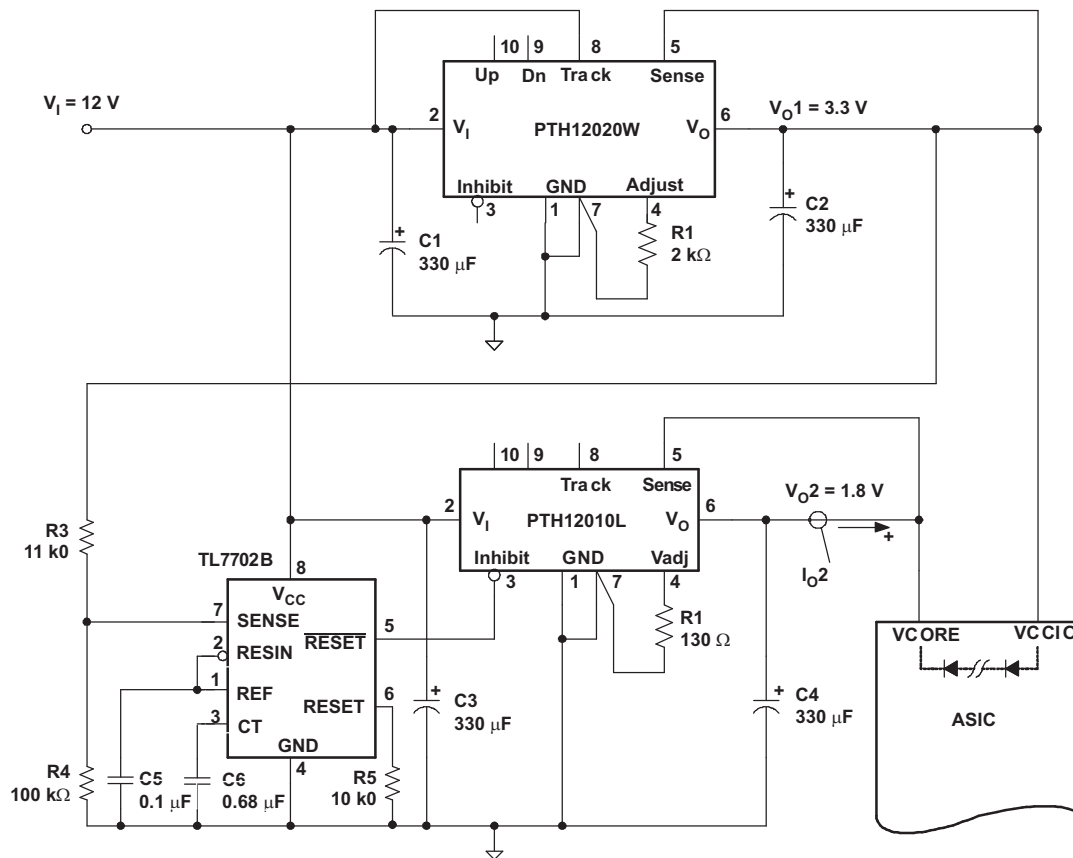 10 9 8 5
Up Dn Track Sense
V_I = 12 V
2 V_I PTH12020W V_O 6 V_O1 = 3.3 V
Inhibit GND Adjust
3 1 7 4
+ C1
330 µF
R1
2 kΩ
+ C2
330 µF
10 9 8 5
Track Sense
2 V_I PTH12010L V_O 6 V_O2 = 1.8 V
+
Inhibit GND Vadj
3 1 7 4
I_O2
R3
11 k0
TL7702B
8
V_CC
7 SENSE
2 RESIN RESET 5
1 REF
3 CT RESET 6
GND
4
R1
130 Ω
+ C3
330 µF
+ C4
330 µF
VCORE VCCIO
ASIC
R4
100 kΩ
C5
0.1 µF
C6
0.68 µF
R5
10 k0